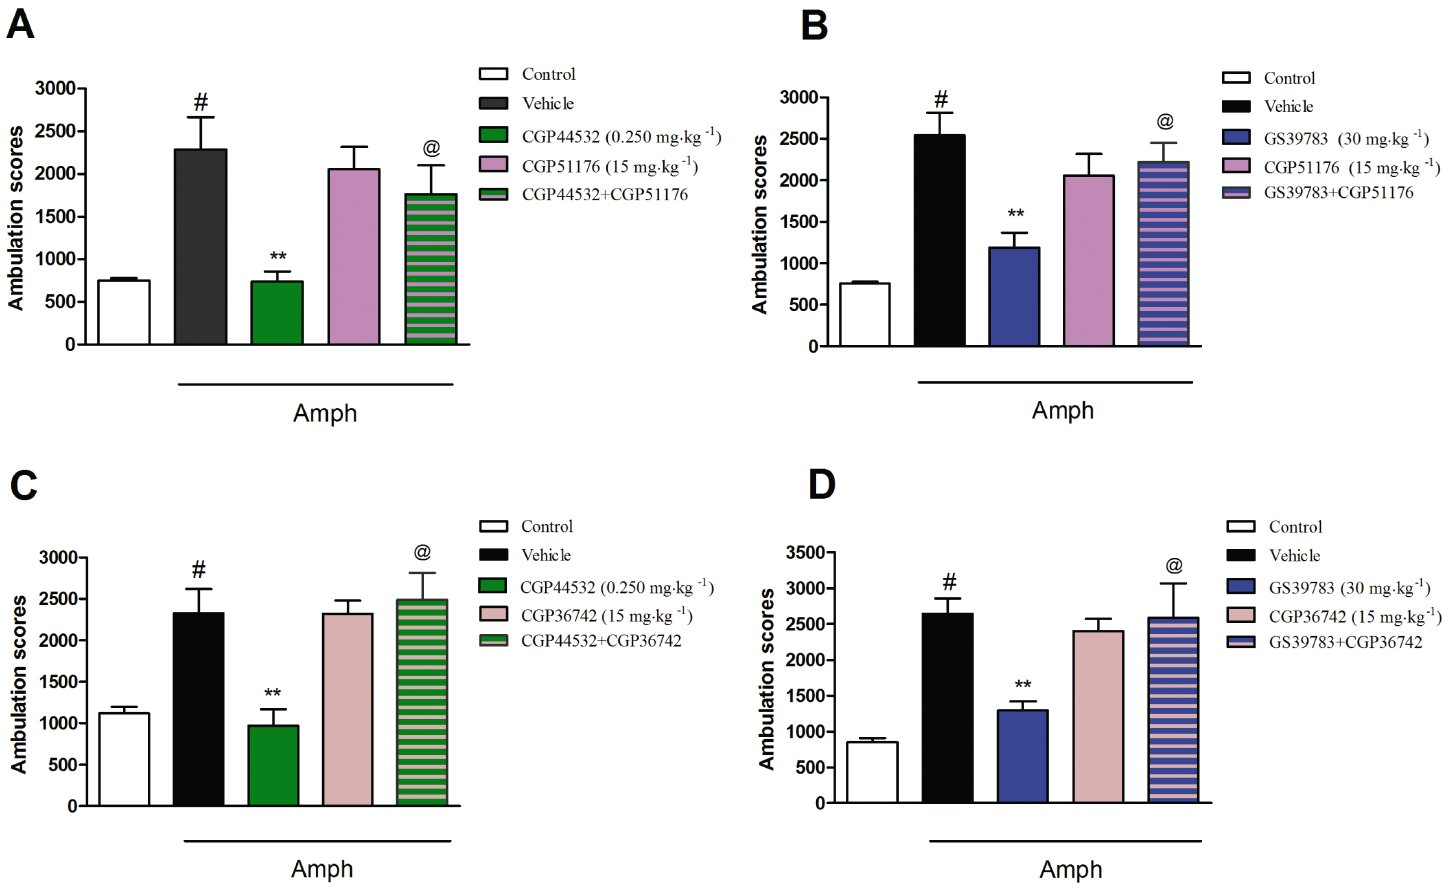 A
Ambulation scores
3000
2500
2000
1500
1000
500
0
#
**
@
Amph
Control
Vehicle
CGP44532 (0.250 mg·kg -1)
CGP51176 (15 mg·kg -1)
CGP44532+CGP51176
B
Ambulation scores
3000
2500
2000
1500
1000
500
0
#
**
@
Amph
Control
Vehicle
GS39783 (30 mg·kg -1)
CGP51176 (15 mg·kg -1)
GS39783+CGP51176
C
Ambulation scores
3000
2500
2000
1500
1000
500
0
#
**
@
Amph
Control
Vehicle
CGP44532 (0.250 mg·kg -1)
CGP36742 (15 mg·kg -1)
CGP44532+CGP36742
D
Ambulation scores
3500
3000
2500
2000
1500
1000
500
0
#
**
@
Amph
Control
Vehicle
GS39783 (30 mg·kg-1)
CGP36742 (15 mg·kg-1)
GS39783+CGP36742